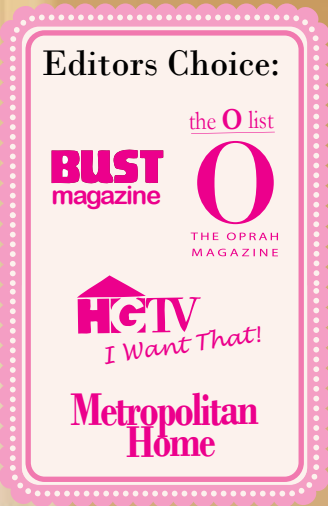 Editors Choice:
the O list
O
THE OPRAH
MAGAZINE
BUST
magazine
HGTV
I Want That!
Metropolitan
Home